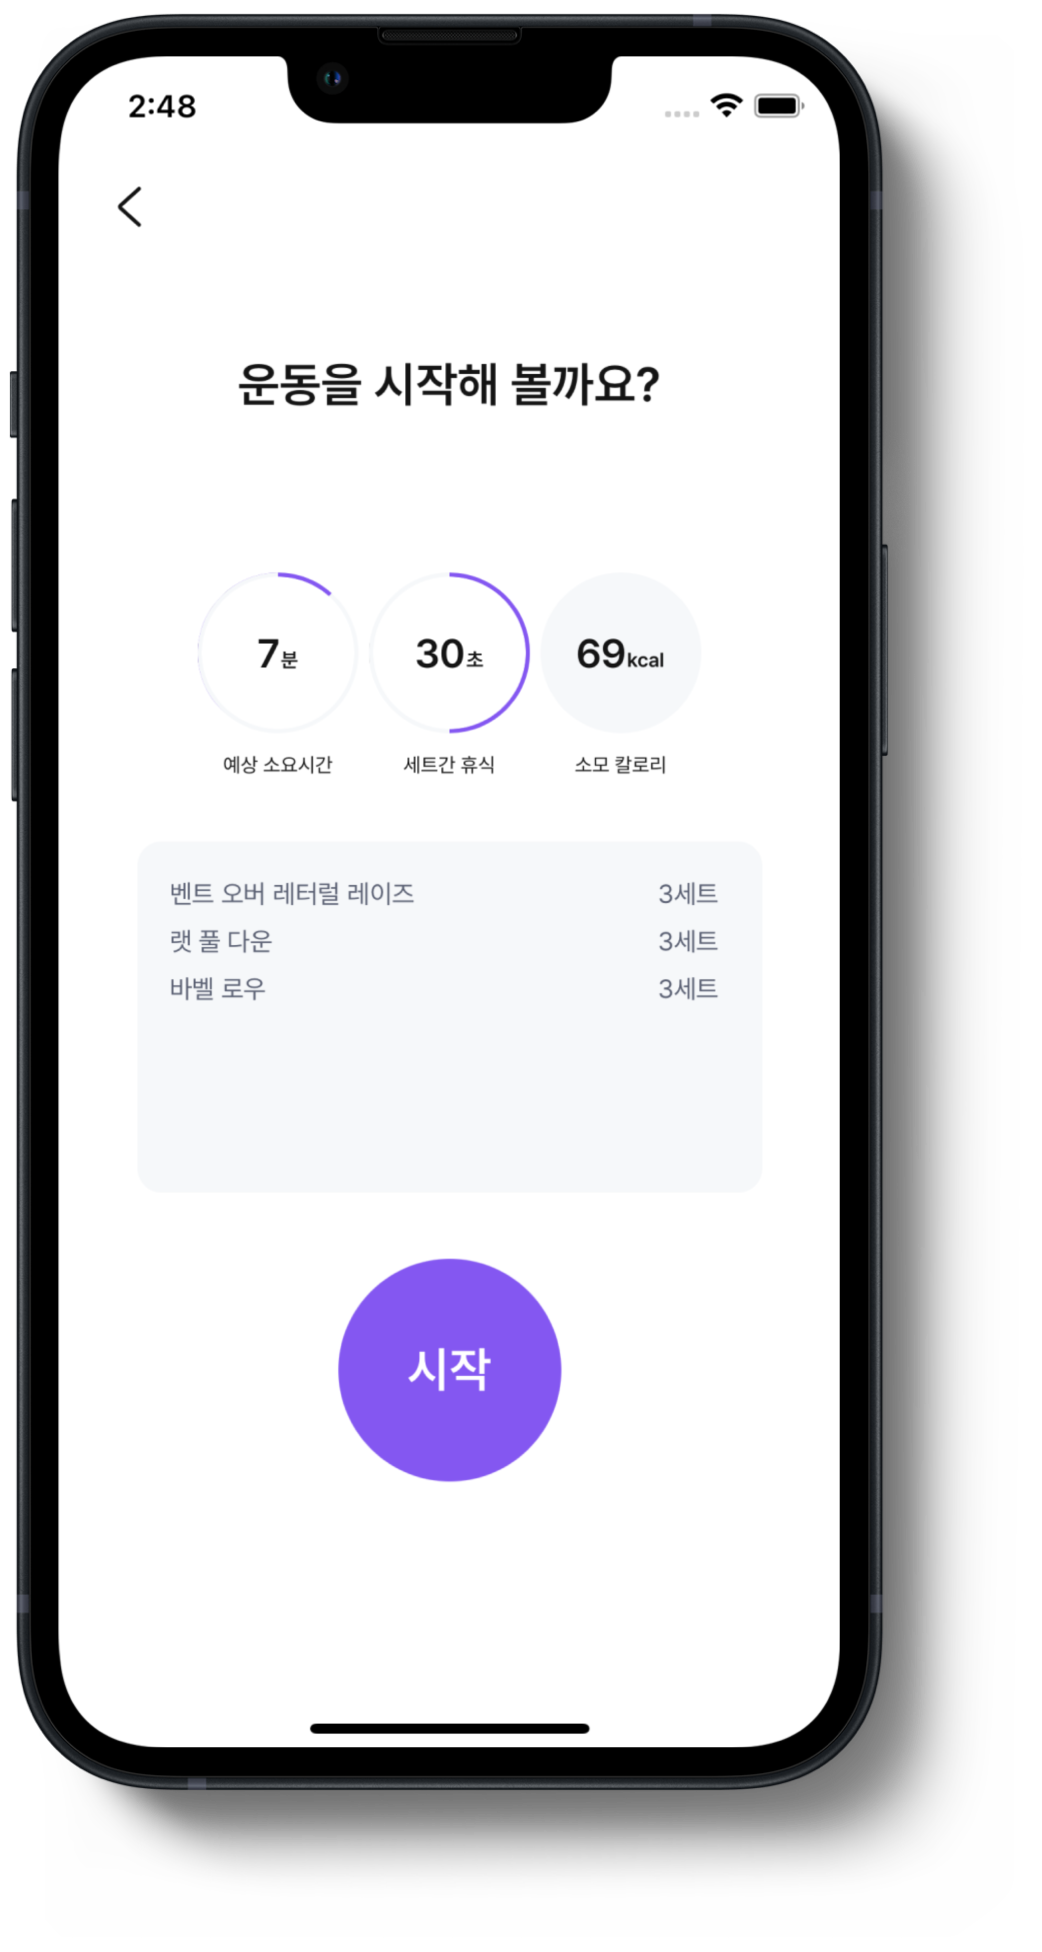 2:48
운동을 시작해 볼까요?
7분 30초 69kcal
예상 소요시간 세트간 휴식 소모 칼로리
벤트 오버 레터럴 레이즈 3세트
랫 풀 다운 3세트
바벨 로우 3세트
시작